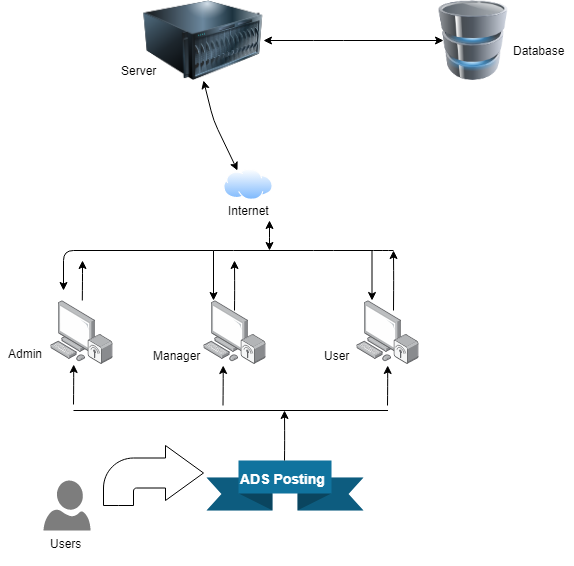 Server
Database
Internet
Admin
Manager
User
ADS Posting
Users